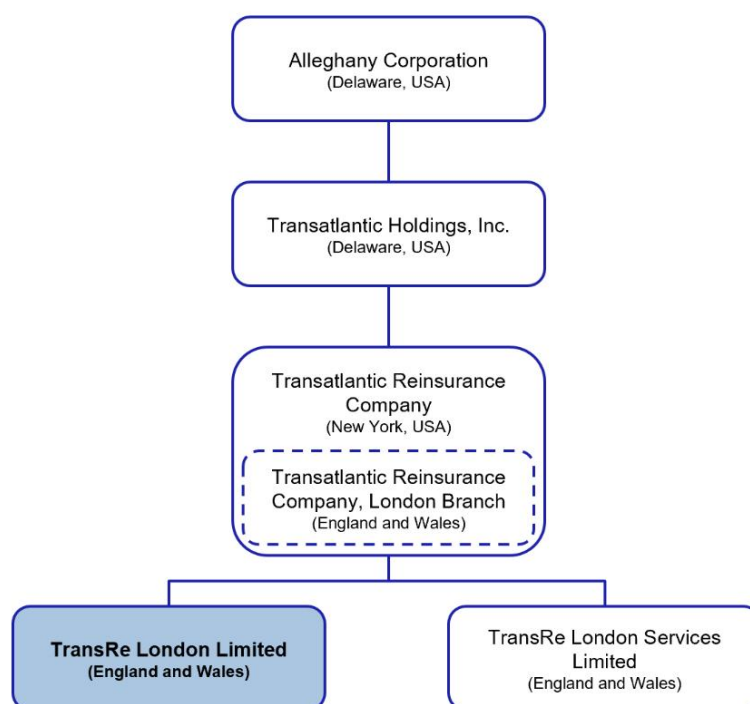 Alleghany Corporation
(Delaware, USA)
Transatlantic Holdings, Inc.
(Delaware, USA)
Transatlantic Reinsurance
Company
(New York, USA)
Transatlantic Reinsurance
Company, London Branch
(England and Wales)
TransRe London Limited
(England and Wales)
TransRe London Services
Limited
(England and Wales)